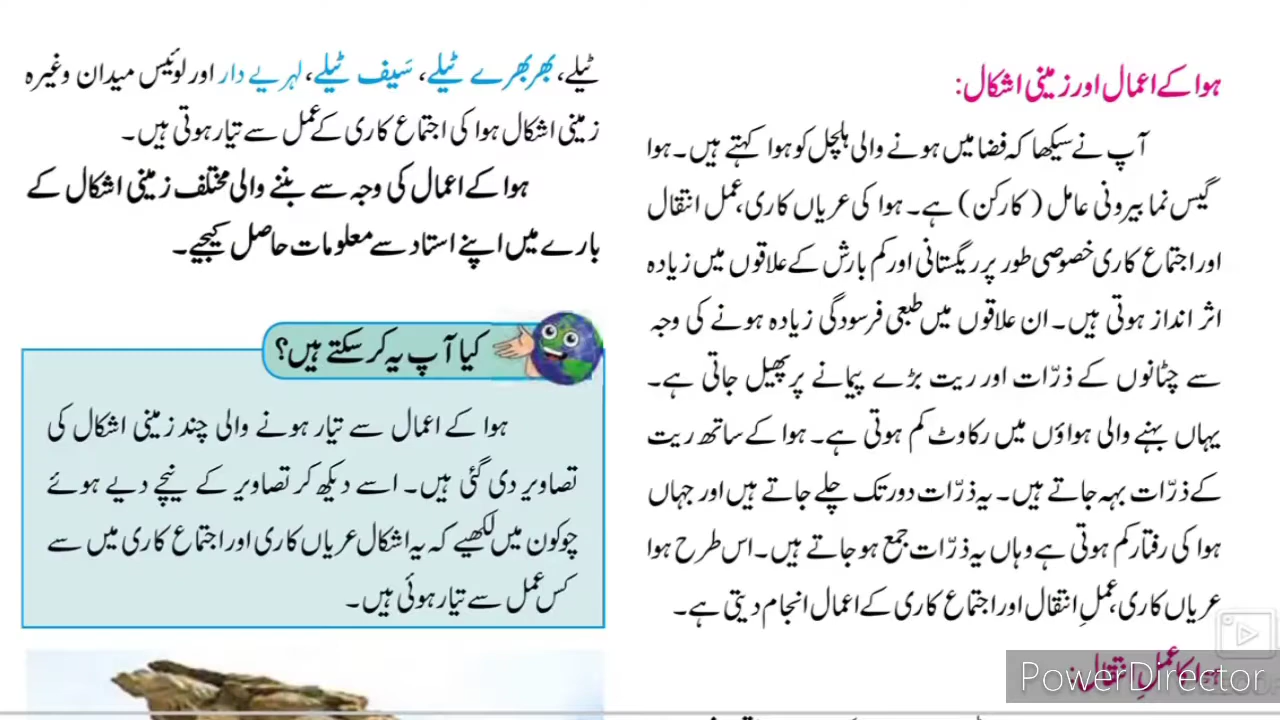 ہوا کے اعمال اور زمینی اشکال:
آپ نے سیکھا کہ فضا میں ہونے والی ہلچل کو ہوا کہتے ہیں۔ ہوا
گیس نما بیرونی عامل (کارکن) ہے۔ ہوا کی عریاں کاری، عمل انتقال
اور اجتماع کاری خصوصی طور پر ریگستانی اور کم بارش کے علاقوں میں زیادہ
اثر انداز ہوتی ہیں۔ ان علاقوں میں طبعی فرسودگی زیادہ ہونے کی وجہ
سے چٹانوں کے ذرّات اور ریت بڑے پیمانے پر پھیل جاتی ہے۔
یہاں بہنے والی ہواؤں میں رکاوٹ کم ہوتی ہے۔ ہوا کے ساتھ ریت
کے ذرّات بہہ جاتے ہیں۔ یہ ذرّات دور تک چلے جاتے ہیں اور جہاں
ہوا کی رفتار کم ہوتی ہے وہاں یہ ذرّات جمع ہو جاتے ہیں۔ اس طرح ہوا
عریاں کاری، عملِ انتقال اور اجتماع کاری کے اعمال انجام دیتی ہے۔
ہوا کا عملِ انتقال:
ٹیلے، بھربھرے ٹیلے، سَیف ٹیلے، لہریے دار اور لوئیس میدان وغیرہ
زمینی اشکال ہوا کی اجتماع کاری کے عمل سے تیار ہوتی ہیں۔
ہوا کے اعمال کی وجہ سے بننے والی مختلف زمینی اشکال کے
بارے میں اپنے استاد سے معلومات حاصل کیجیے۔
کیا آپ یہ کر سکتے ہیں؟
ہوا کے اعمال سے تیار ہونے والی چند زمینی اشکال کی
تصاویر دی گئی ہیں۔ اسے دیکھ کر تصاویر کے نیچے دیے ہوئے
چوکون میں لکھیے کہ یہ اشکال عریاں کاری اور اجتماع کاری میں سے
کس عمل سے تیار ہوئی ہیں۔
PowerDirector